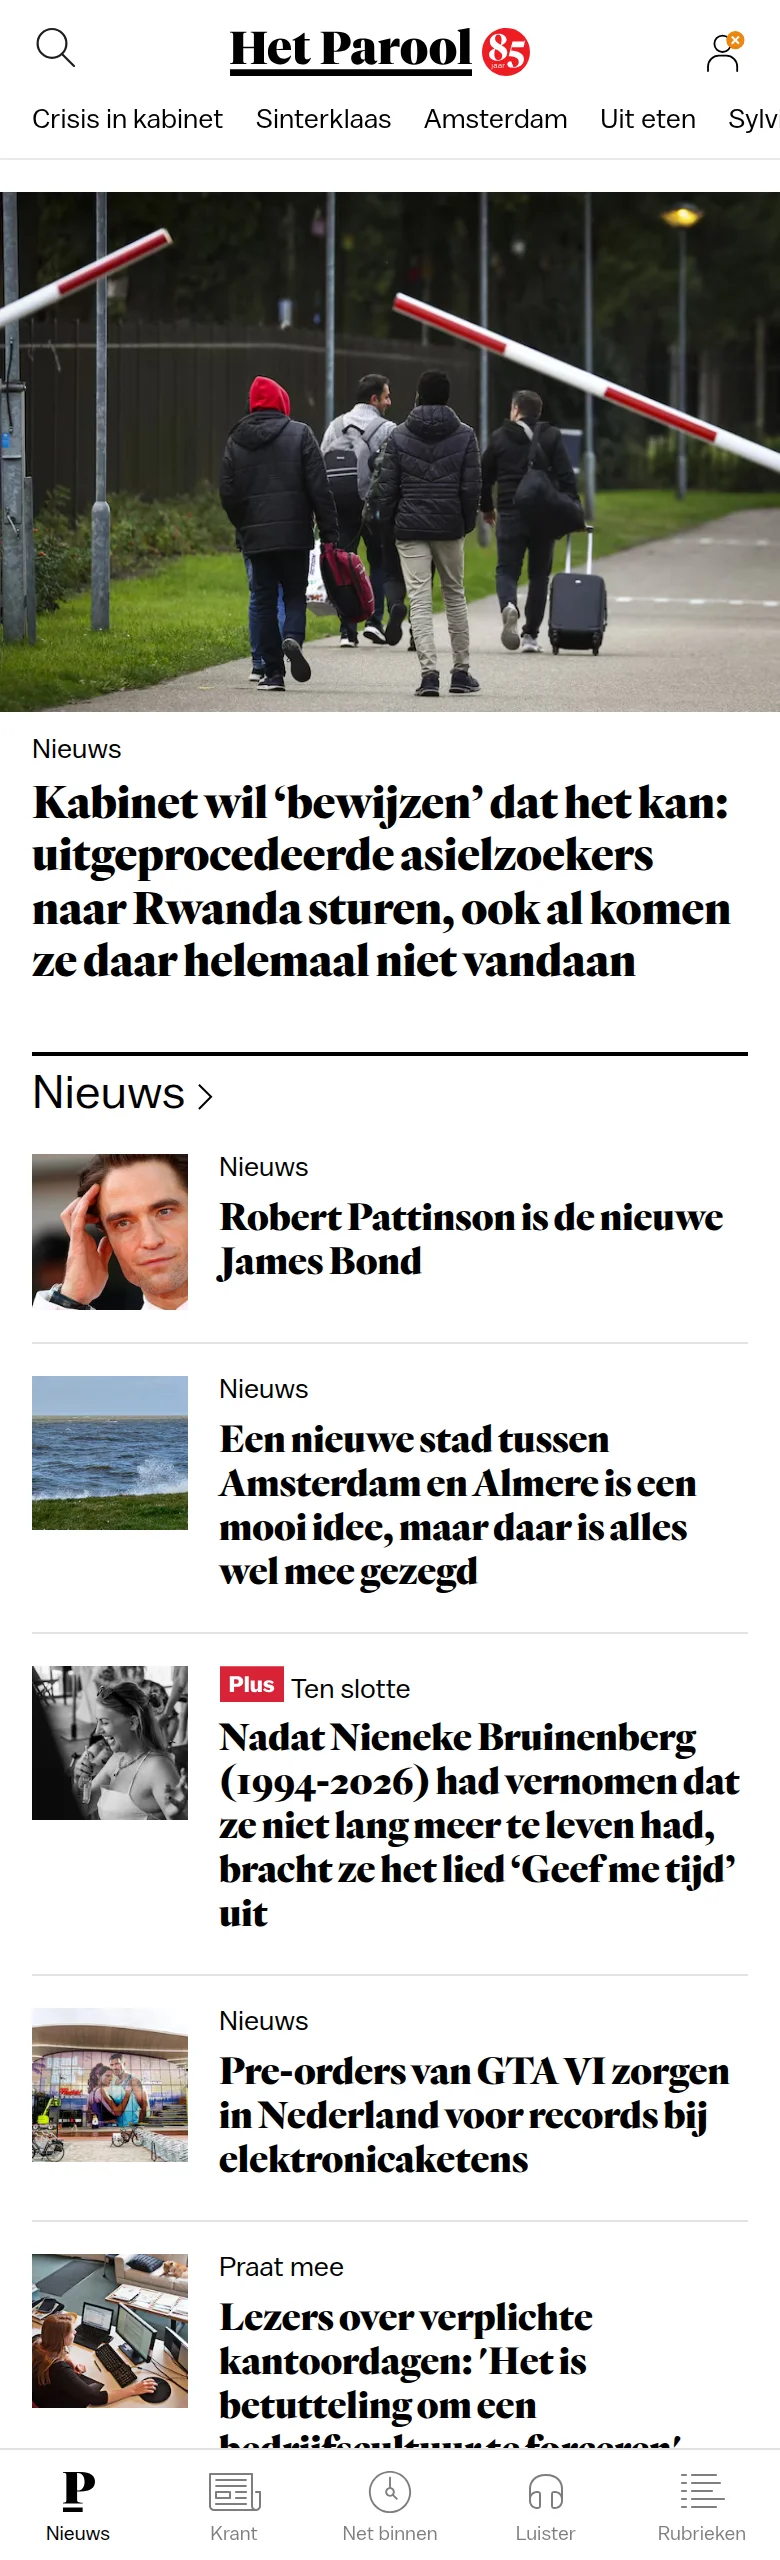 Het Parool 85 jaar
Crisis in kabinet Sinterklaas Amsterdam Uit eten Sylvi
Nieuws
Kabinet wil ‘bewijzen’ dat het kan:
uitgeprocedeerde asielzoekers
naar Rwanda sturen, ook al komen
ze daar helemaal niet vandaan
Nieuws
Nieuws
Robert Pattinson is de nieuwe
James Bond
Nieuws
Een nieuwe stad tussen
Amsterdam en Almere is een
mooi idee, maar daar is alles
wel mee gezegd
Plus Ten slotte
Nadat Nieneke Bruinenberg
(1994-2026) had vernomen dat
ze niet lang meer te leven had,
bracht ze het lied ‘Geef me tijd’
uit
Nieuws
Pre-orders van GTA VI zorgen
in Nederland voor records bij
elektronicaketens
Praat mee
Lezers over verplichte
kantoordagen: 'Het is
betutteling om een
bedrijfscultuur te forceren'
P
Nieuws Krant Net binnen Luister Rubrieken